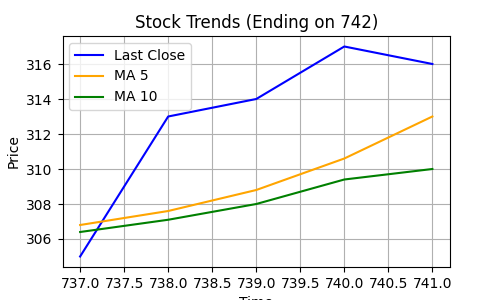 Stock Trends (Ending on 742)
Last Close
MA 5
MA 10
Price
316
314
312
310
308
306
737.0 737.5 738.0 738.5 739.0 739.5 740.0 740.5 741.0
Time